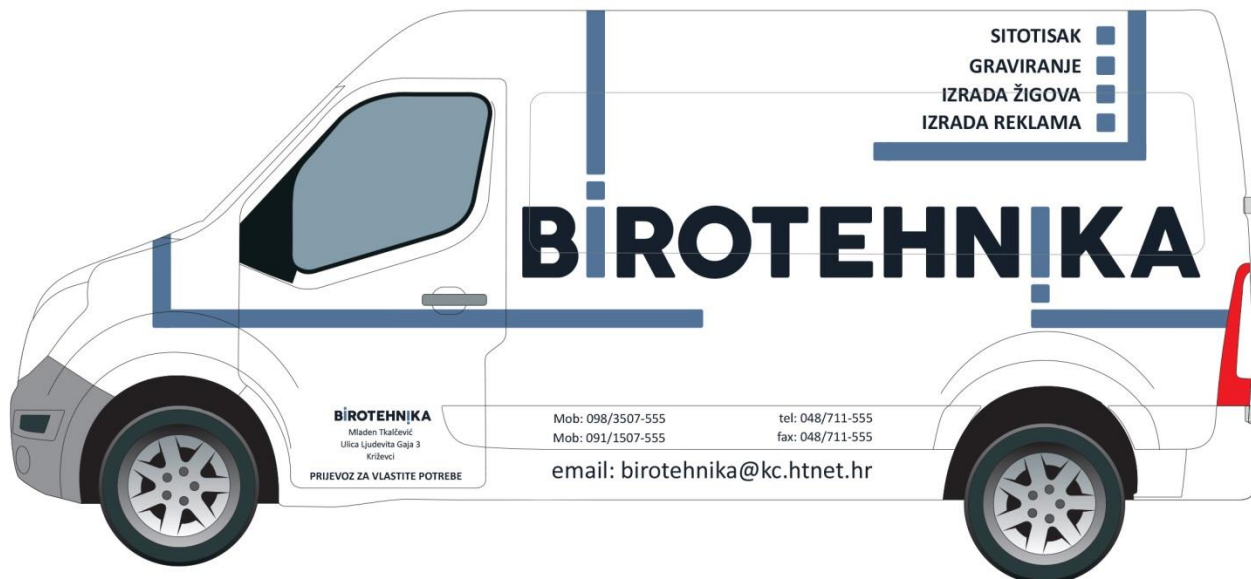 SITOTISAK
GRAVIRANJE
IZRADA ŽIGOVA
IZRADA REKLAMA
BIROTEHNIKA
BIROTEHNIKA
Mladen Tkalčević
Ulica Ljudevita Gaja 3
Križevci
PRIJEVOZ ZA VLASTITE POTREBE
Mob: 098/3507-555
Mob: 091/1507-555
tel: 048/711-555
fax: 048/711-555
email: birotehnika@kc.htnet.hr